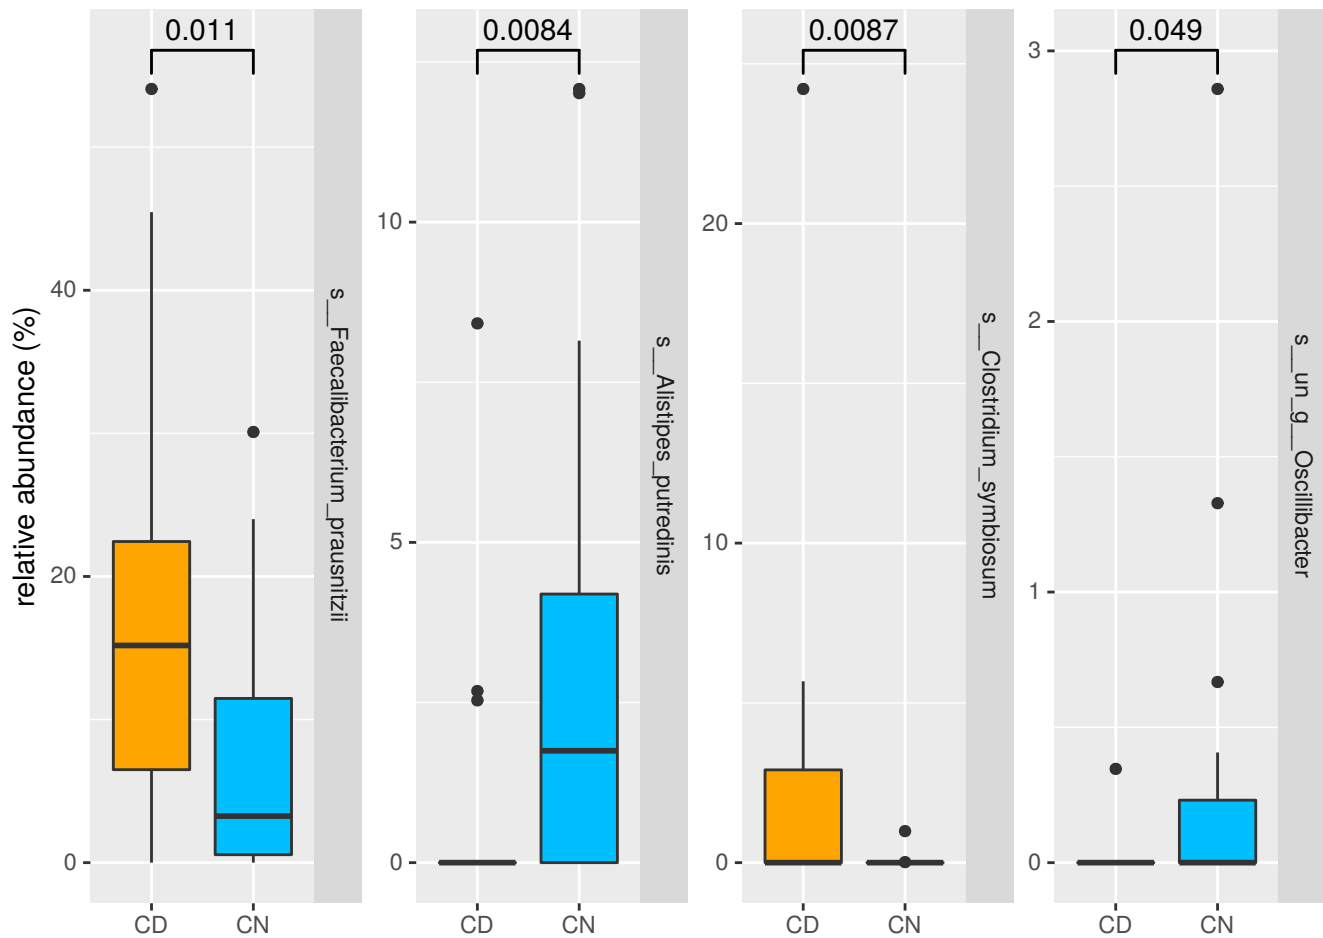 relative abundance (%)
0.011
40
20
0
CD
CN
s__Faecalibacterium_prausnitzii
0.0084
10
5
0
CD
CN
s__Alistipes_putredinis
0.0087
20
10
0
CD
CN
s__Clostridium_symbiosum
0.049
3
2
1
0
CD
CN
s__un_g__Oscillibacter